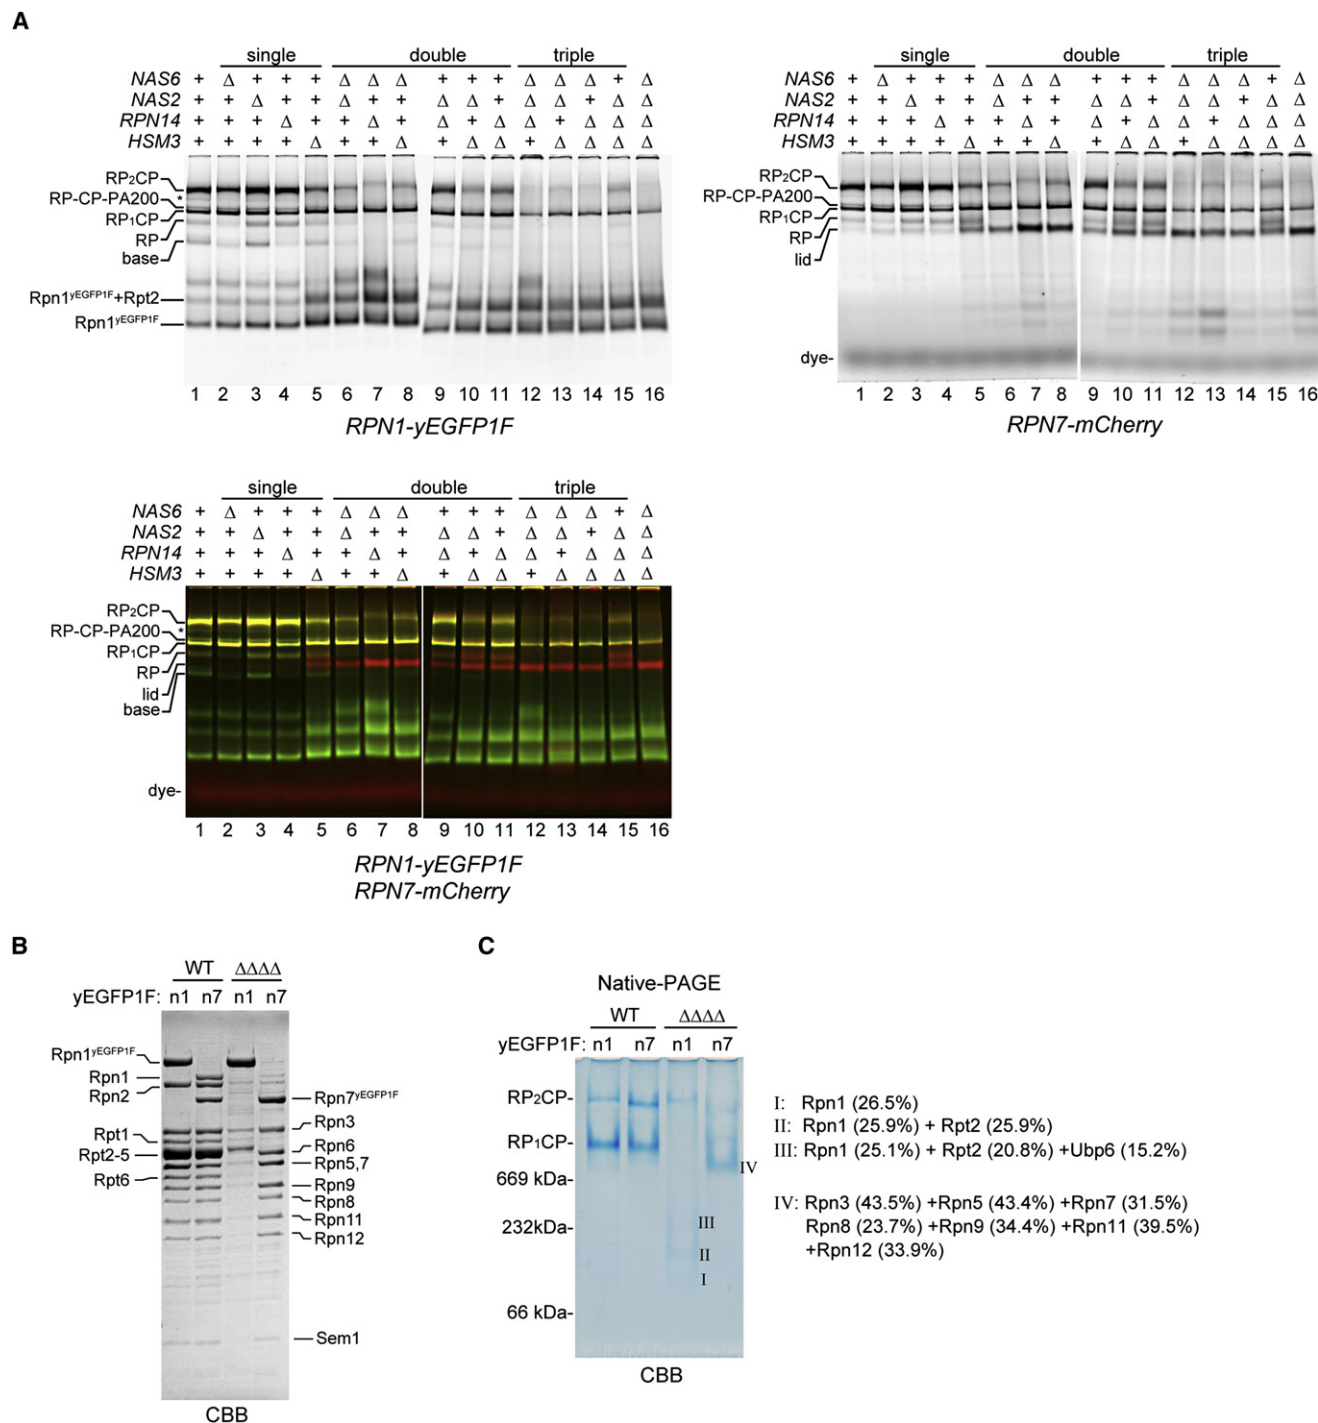 A
single double triple
NAS6 + Δ + + + Δ Δ Δ + + + Δ Δ Δ + Δ
NAS2 + + Δ + + Δ + + Δ Δ + Δ Δ + Δ Δ
RPN14 + + + Δ + + Δ + Δ + Δ Δ + Δ Δ Δ
HSM3 + + + + Δ + + Δ + Δ Δ + Δ Δ Δ Δ
RP2CP
RP-CP-PA200 *
RP1CP
RP
base
Rpn1yEGFP1F+Rpt2
Rpn1yEGFP1F
1 2 3 4 5 6 7 8 9 10 11 12 13 14 15 16
RPN1-yEGFP1F
single double triple
NAS6 + Δ + + + Δ Δ Δ + + + Δ Δ Δ + Δ
NAS2 + + Δ + + Δ + + Δ Δ + Δ Δ + Δ Δ
RPN14 + + + Δ + + Δ + Δ + Δ Δ + Δ Δ Δ
HSM3 + + + + Δ + + Δ + Δ Δ + Δ Δ Δ Δ
RP2CP
RP-CP-PA200
RP1CP
RP
lid
dye-
1 2 3 4 5 6 7 8 9 10 11 12 13 14 15 16
RPN7-mCherry
single double triple
NAS6 + Δ + + + Δ Δ Δ + + + Δ Δ Δ + Δ
NAS2 + + Δ + + Δ + + Δ Δ + Δ Δ + Δ Δ
RPN14 + + + Δ + + Δ + Δ + Δ Δ + Δ Δ Δ
HSM3 + + + + Δ + + Δ + Δ Δ + Δ Δ Δ Δ
RP2CP
RP-CP-PA200 *
RP1CP
RP
lid
base
dye-
1 2 3 4 5 6 7 8 9 10 11 12 13 14 15 16
RPN1-yEGFP1F
RPN7-mCherry
B
WT ΔΔΔΔ
yEGFP1F: n1 n7 n1 n7
Rpn1yEGFP1F
Rpn1
Rpn2
Rpt1
Rpt2-5
Rpt6
Rpn7yEGFP1F
Rpn3
Rpn6
Rpn5,7
Rpn9
Rpn8
Rpn11
Rpn12
Sem1
CBB
C
Native-PAGE
WT ΔΔΔΔ
yEGFP1F: n1 n7 n1 n7
RP2CP-
RP1CP-
669 kDa-
232kDa-
66 kDa-
IV
III
II
I
CBB
I: Rpn1 (26.5%)
II: Rpn1 (25.9%) + Rpt2 (25.9%)
III: Rpn1 (25.1%) + Rpt2 (20.8%) +Ubp6 (15.2%)
IV: Rpn3 (43.5%) +Rpn5 (43.4%) +Rpn7 (31.5%)
Rpn8 (23.7%) +Rpn9 (34.4%) +Rpn11 (39.5%)
+Rpn12 (33.9%)